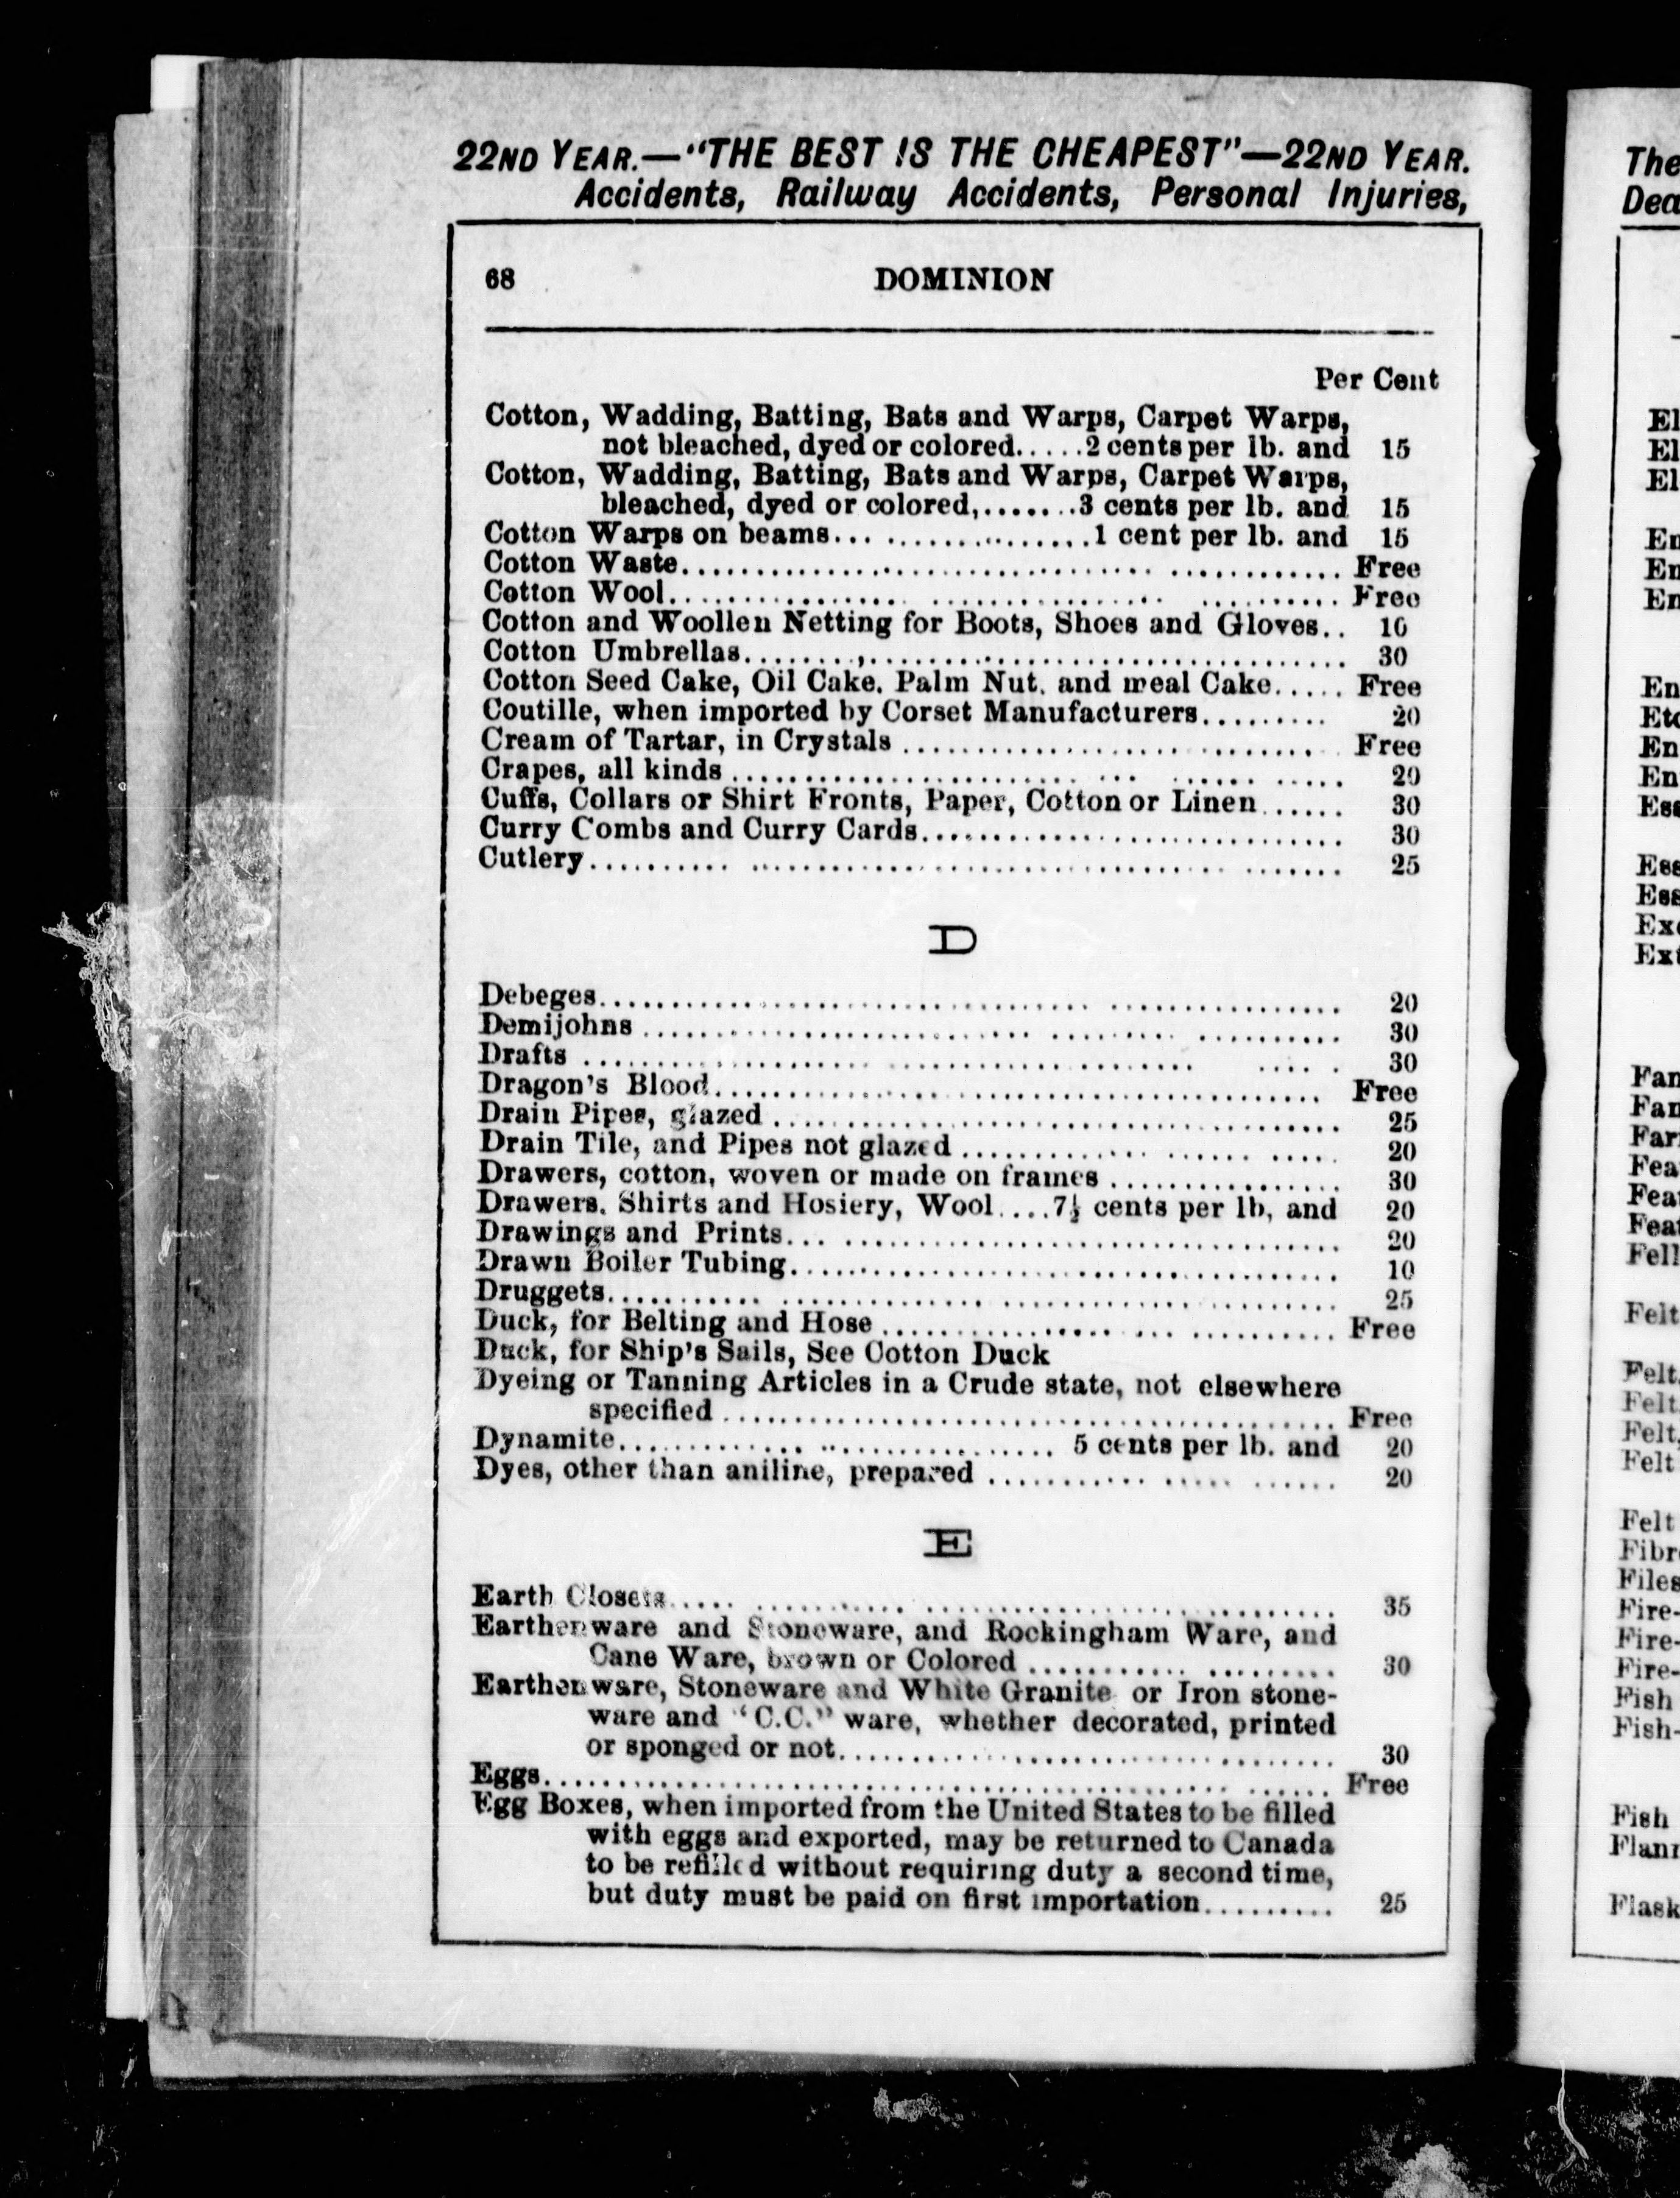 22ND YEAR.—"THE BEST IS THE CHEAPEST"—22ND YEAR.
Accidents, Railway Accidents, Personal Injuries,
68 DOMINION
Per Cent
Cotton, Wadding, Batting, Bats and Warps, Carpet Warps,
not bleached, dyed or colored.....2 cents per lb. and 15
Cotton, Wadding, Batting, Bats and Warps, Carpet Warps,
bleached, dyed or colored,.......3 cents per lb. and 15
Cotton Warps on beams..................1 cent per lb. and 15
Cotton Waste.............................................. Free
Cotton Wool.............................................. Free
Cotton and Woollen Netting for Boots, Shoes and Gloves.. 10
Cotton Umbrellas.......................................... 30
Cotton Seed Cake, Oil Cake. Palm Nut. and meal Cake..... Free
Coutille, when imported by Corset Manufacturers......... 20
Cream of Tartar, in Crystals ............................. Free
Crapes, all kinds ........................................ 20
Cuffs, Collars or Shirt Fronts, Paper, Cotton or Linen...... 30
Curry Combs and Curry Cards............................. 30
Cutlery................................................... 25
D
Debeges.................................................. 20
Demijohns ............................................... 30
Drafts ................................................... 30
Dragon's Blood.......................................... Free
Drain Pipes, glazed ...................................... 25
Drain Tile, and Pipes not glazed ......................... 20
Drawers, cotton, woven or made on frames ................ 30
Drawers. Shirts and Hosiery, Wool....7½ cents per lb, and 20
Drawings and Prints..................................... 20
Drawn Boiler Tubing..................................... 10
Druggets................................................. 25
Duck, for Belting and Hose .............................. Free
Duck, for Ship's Sails, See Cotton Duck
Dyeing or Tanning Articles in a Crude state, not elsewhere
specified .......................................... Free
Dynamite.............................. 5 cents per lb. and 20
Dyes, other than aniline, prepared ...................... 20
E
Earth Closets............................................ 35
Earthenware and Stoneware, and Rockingham Ware, and
Cane Ware, brown or Colored .................... 30
Earthenware, Stoneware and White Granite or Iron stone-
ware and "C.C." ware, whether decorated, printed
or sponged or not.................................. 30
Eggs..................................................... Free
Egg Boxes, when imported from the United States to be filled
with eggs and exported, may be returned to Canada
to be refilled without requiring duty a second time,
but duty must be paid on first importation......... 25
The